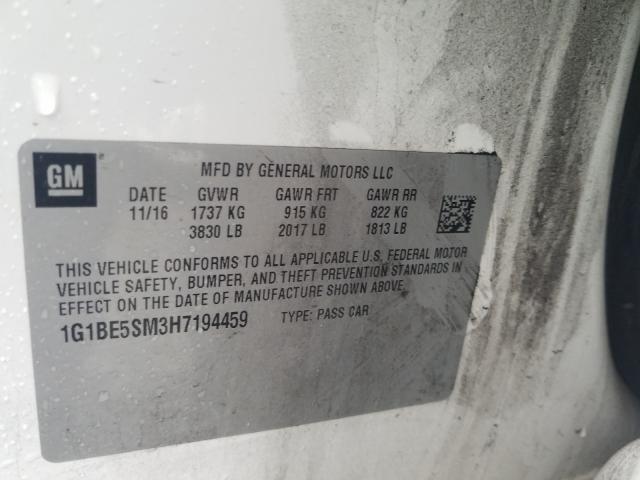 GM
MFD BY GENERAL MOTORS LLC
DATE GVWR GAWR FRT GAWR RR
11/16 1737 KG 915 KG 822 KG
3830 LB 2017 LB 1813 LB
THIS VEHICLE CONFORMS TO ALL APPLICABLE U.S. FEDERAL MOTOR
VEHICLE SAFETY, BUMPER, AND THEFT PREVENTION STANDARDS IN
EFFECT ON THE DATE OF MANUFACTURE SHOWN ABOVE.
1G1BE5SM3H7194459 TYPE: PASS CAR